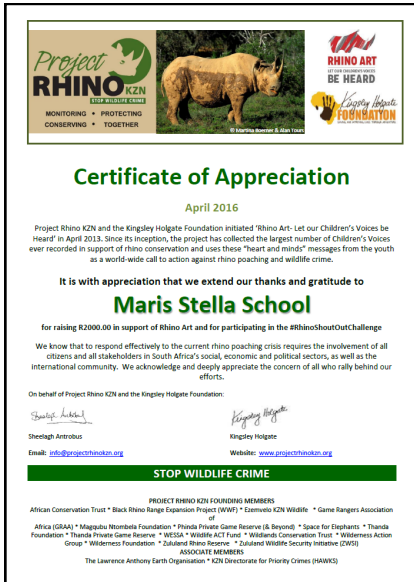 Project
RHINO KZN
STOP WILDLIFE CRIME
MONITORING • PROTECTING
CONSERVING • TOGETHER
RHINO ART
LET OUR CHILDREN'S VOICES
BE HEARD
Kingsley Holgate
FOUNDATION
Certificate of Appreciation
April 2016
Project Rhino KZN and the Kingsley Holgate Foundation initiated 'Rhino Art- Let our Children's Voices be
Heard' in April 2013. Since its inception, the project has collected the largest number of Children's Voices
ever recorded in support of rhino conservation and uses these "heart and minds" messages from the youth
as a world-wide call to action against rhino poaching and wildlife crime.
It is with appreciation that we extend our thanks and gratitude to
Maris Stella School
for raising R2000.00 in support of Rhino Art and for participating in the #RhinoShoutOutChallenge
We know that to respond effectively to the current rhino poaching crisis requires the involvement of all
citizens and all stakeholders in South Africa's social, economic and political sectors, as well as the
international community. We acknowledge and deeply appreciate the concern of all who rally behind our
efforts.
On behalf of Project Rhino KZN and the Kingsley Holgate Foundation:
Sheelagh Antrobus
Kingsley Holgate
Sheelagh Antrobus
Kingsley Holgate
Email: info@projectrhinokzn.org
Website: www.projectrhinokzn.org
STOP WILDLIFE CRIME
PROJECT RHINO KZN FOUNDING MEMBERS
African Conservation Trust * Black Rhino Range Expansion Project (WWF) * Ezemvelo KZN Wildlife * Game Rangers Association
of
Africa (GRAA) * Magqubu Ntombela Foundation * Phinda Private Game Reserve (& Beyond) * Space for Elephants * Thanda
Foundation * Thanda Private Game Reserve * WESSA * Wildlife ACT Fund * Wildlands Conservation Trust * Wilderness Action
Group * Wilderness Foundation * Zululand Rhino Reserve * Zululand Wildlife Security Initiative (ZWSI)
ASSOCIATE MEMBERS
The Lawrence Anthony Earth Organisation * KZN Directorate for Priority Crimes (HAWKS)